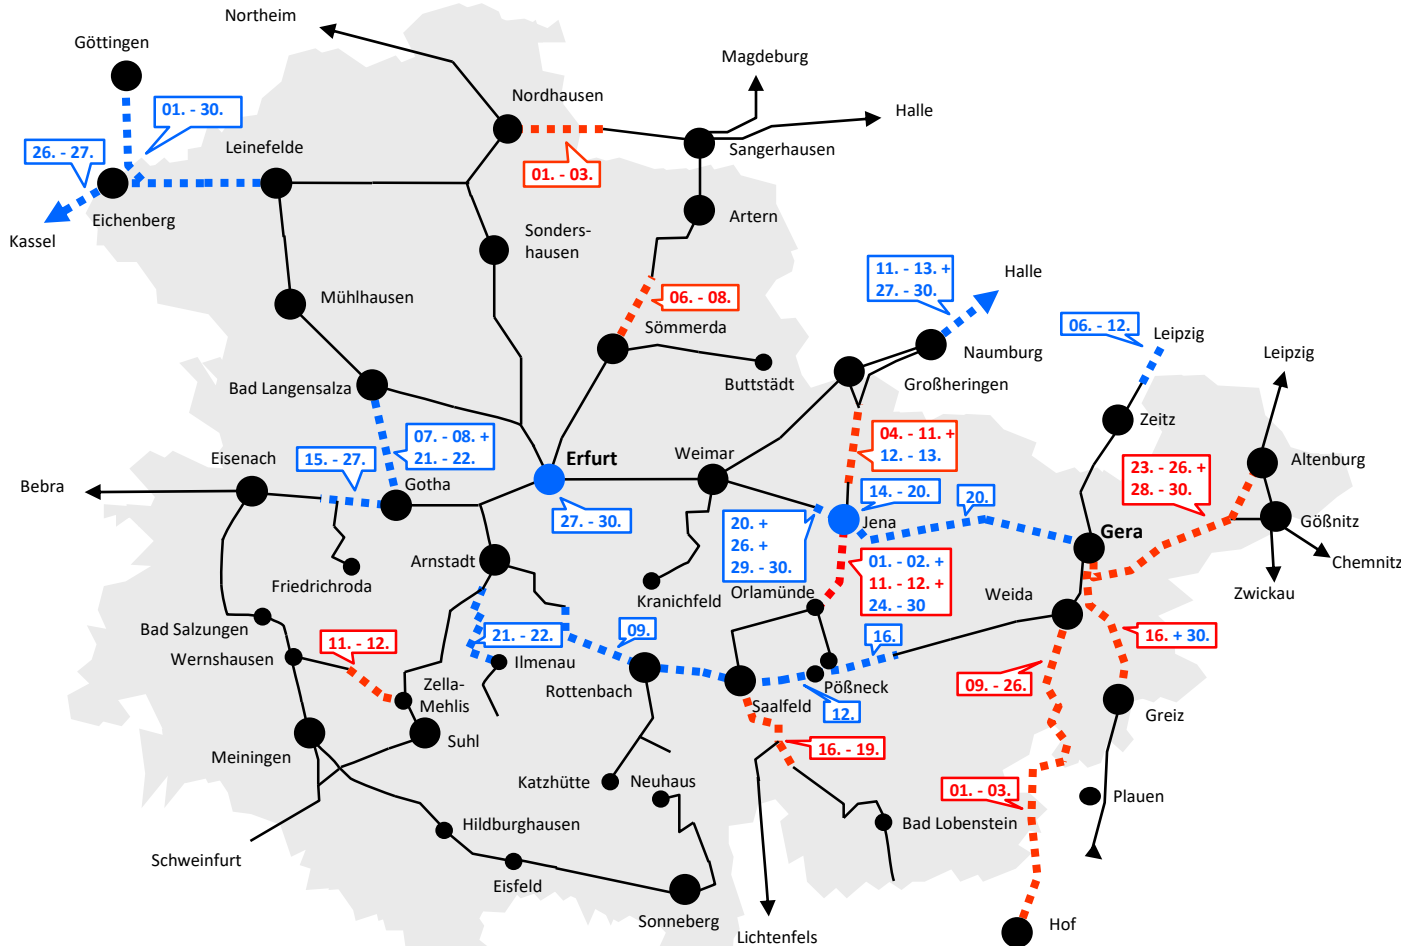 Northeim
Göttingen
Magdeburg
01. - 30.
Nordhausen
Halle
26. - 27.
Leinefelde
Sangerhausen
01. - 03.
Eichenberg
Kassel
Artern
Sonders-
hausen
11. - 13. +
27. - 30.
Halle
Mühlhausen
06. - 08.
Sömmerda
06. - 12.
Leipzig
Naumburg
Leipzig
Großheringen
Buttstädt
Bad Langensalza
Zeitz
07. - 08. +
21. - 22.
04. - 11. +
12. - 13.
Eisenach
15. - 27.
Erfurt
Weimar
23. - 26. +
28. - 30.
Altenburg
Bebra
Gotha
14. - 20.
20.
27. - 30.
Jena
Gera
Gößnitz
20. +
26. +
29. - 30.
Arnstadt
Chemnitz
01. - 02. +
11. - 12. +
24. - 30
Friedrichroda
Orlamünde
Weida
Zwickau
Kranichfeld
Bad Salzungen
11. - 12.
21. - 22.
09.
16.
16. + 30.
Wernshausen
Ilmenau
Rottenbach
Zella-
Mehlis
Pößneck
09. - 26.
Saalfeld
12.
Greiz
Meiningen
Suhl
16. - 19.
Katzhütte
Neuhaus
01. - 03.
Plauen
Hildburghausen
Bad Lobenstein
Schweinfurt
Eisfeld
Sonneberg
Lichtenfels
Hof